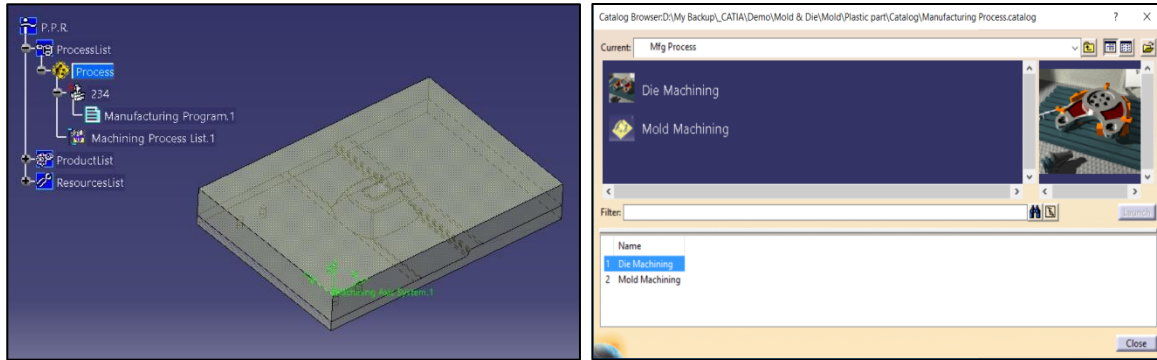 P.P.R.
ProcessList
Process
234
Manufacturing Program.1
Machining Process List.1
ProductList
ResourcesList
Machining Axis System.1
Catalog Browser:D:\My Backup\_CATIA\Demo\Mold & Die\Mold\Plastic part\Catalog\Manufacturing Process.catalog ? X
Current: Mfg Process
Die Machining
Mold Machining
Filter:
Launch
Name
1 Die Machining
2 Mold Machining
Close